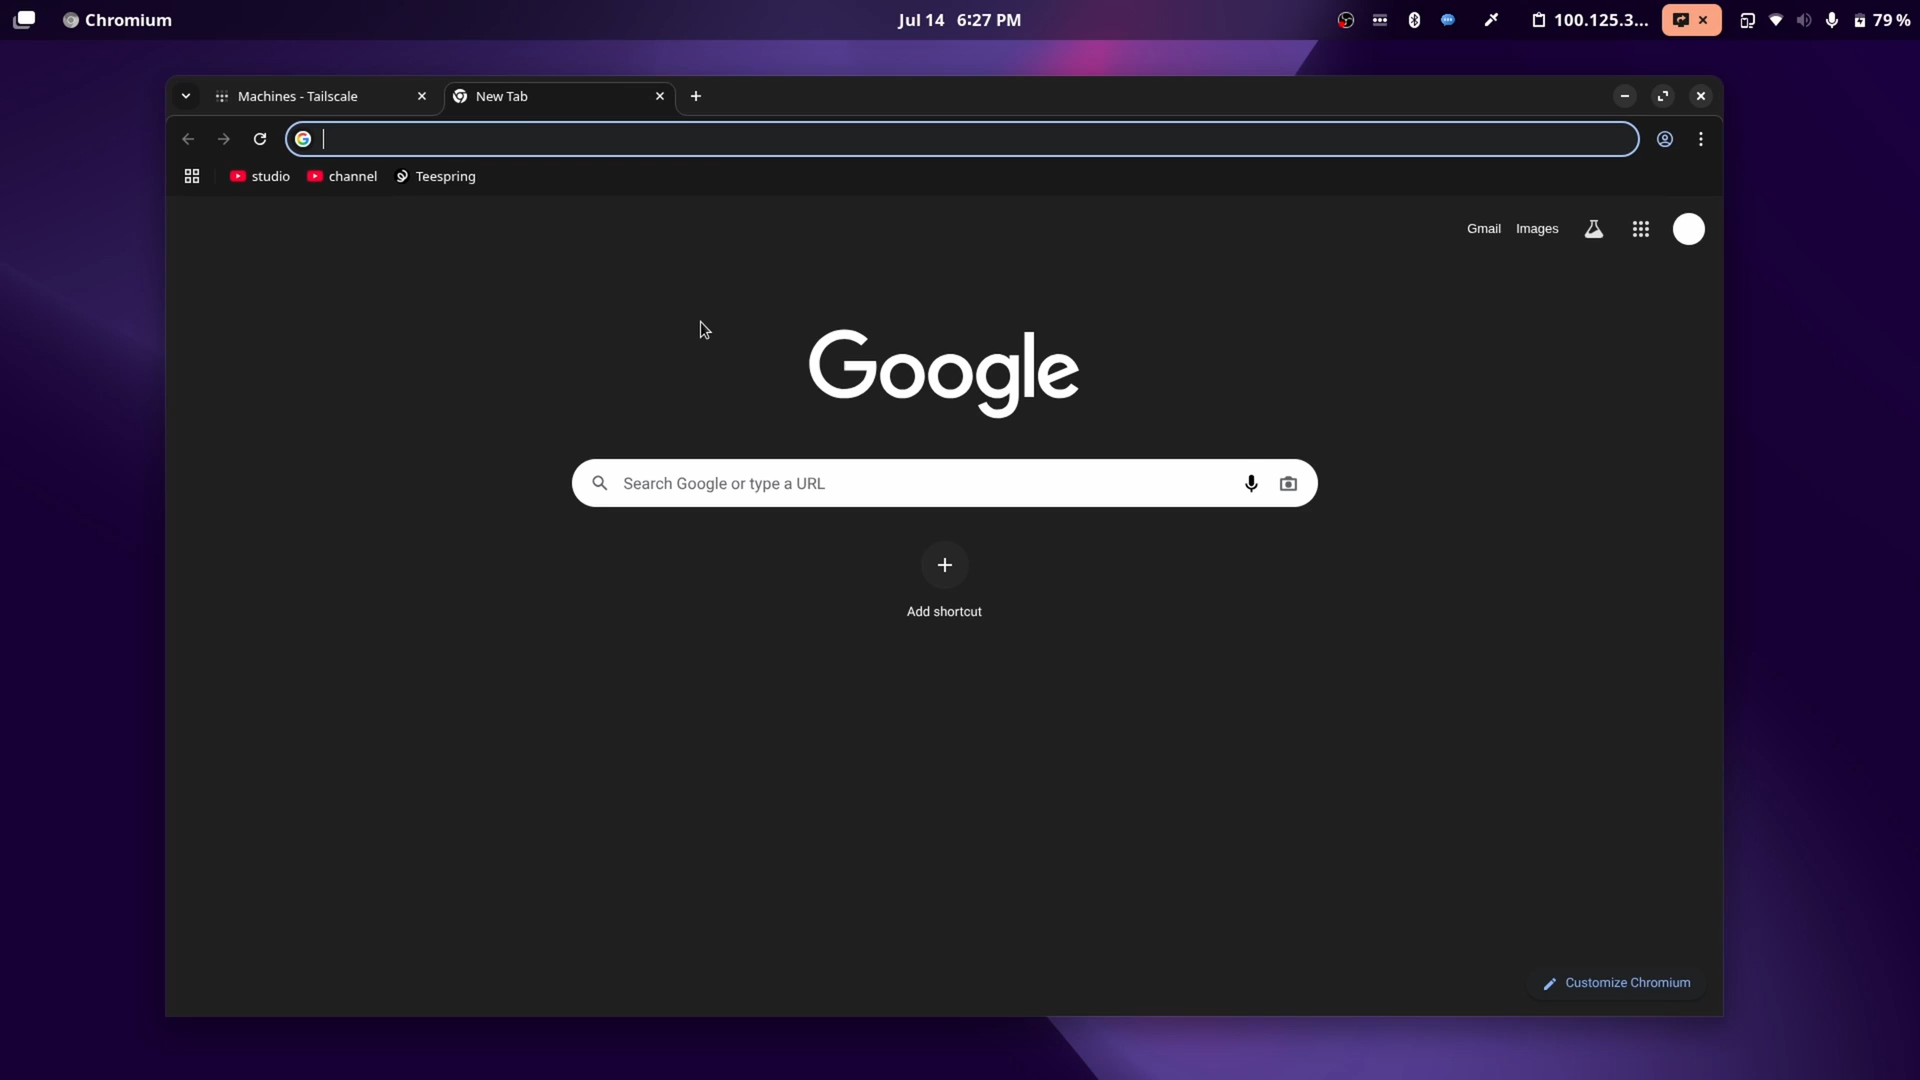 Chromium
Jul 14 6:27 PM
100.125.3...
79 %
Machines - Tailscale
New Tab
studio
channel
Teespring
Gmail
Images
Google
Search Google or type a URL
Add shortcut
Customize Chromium